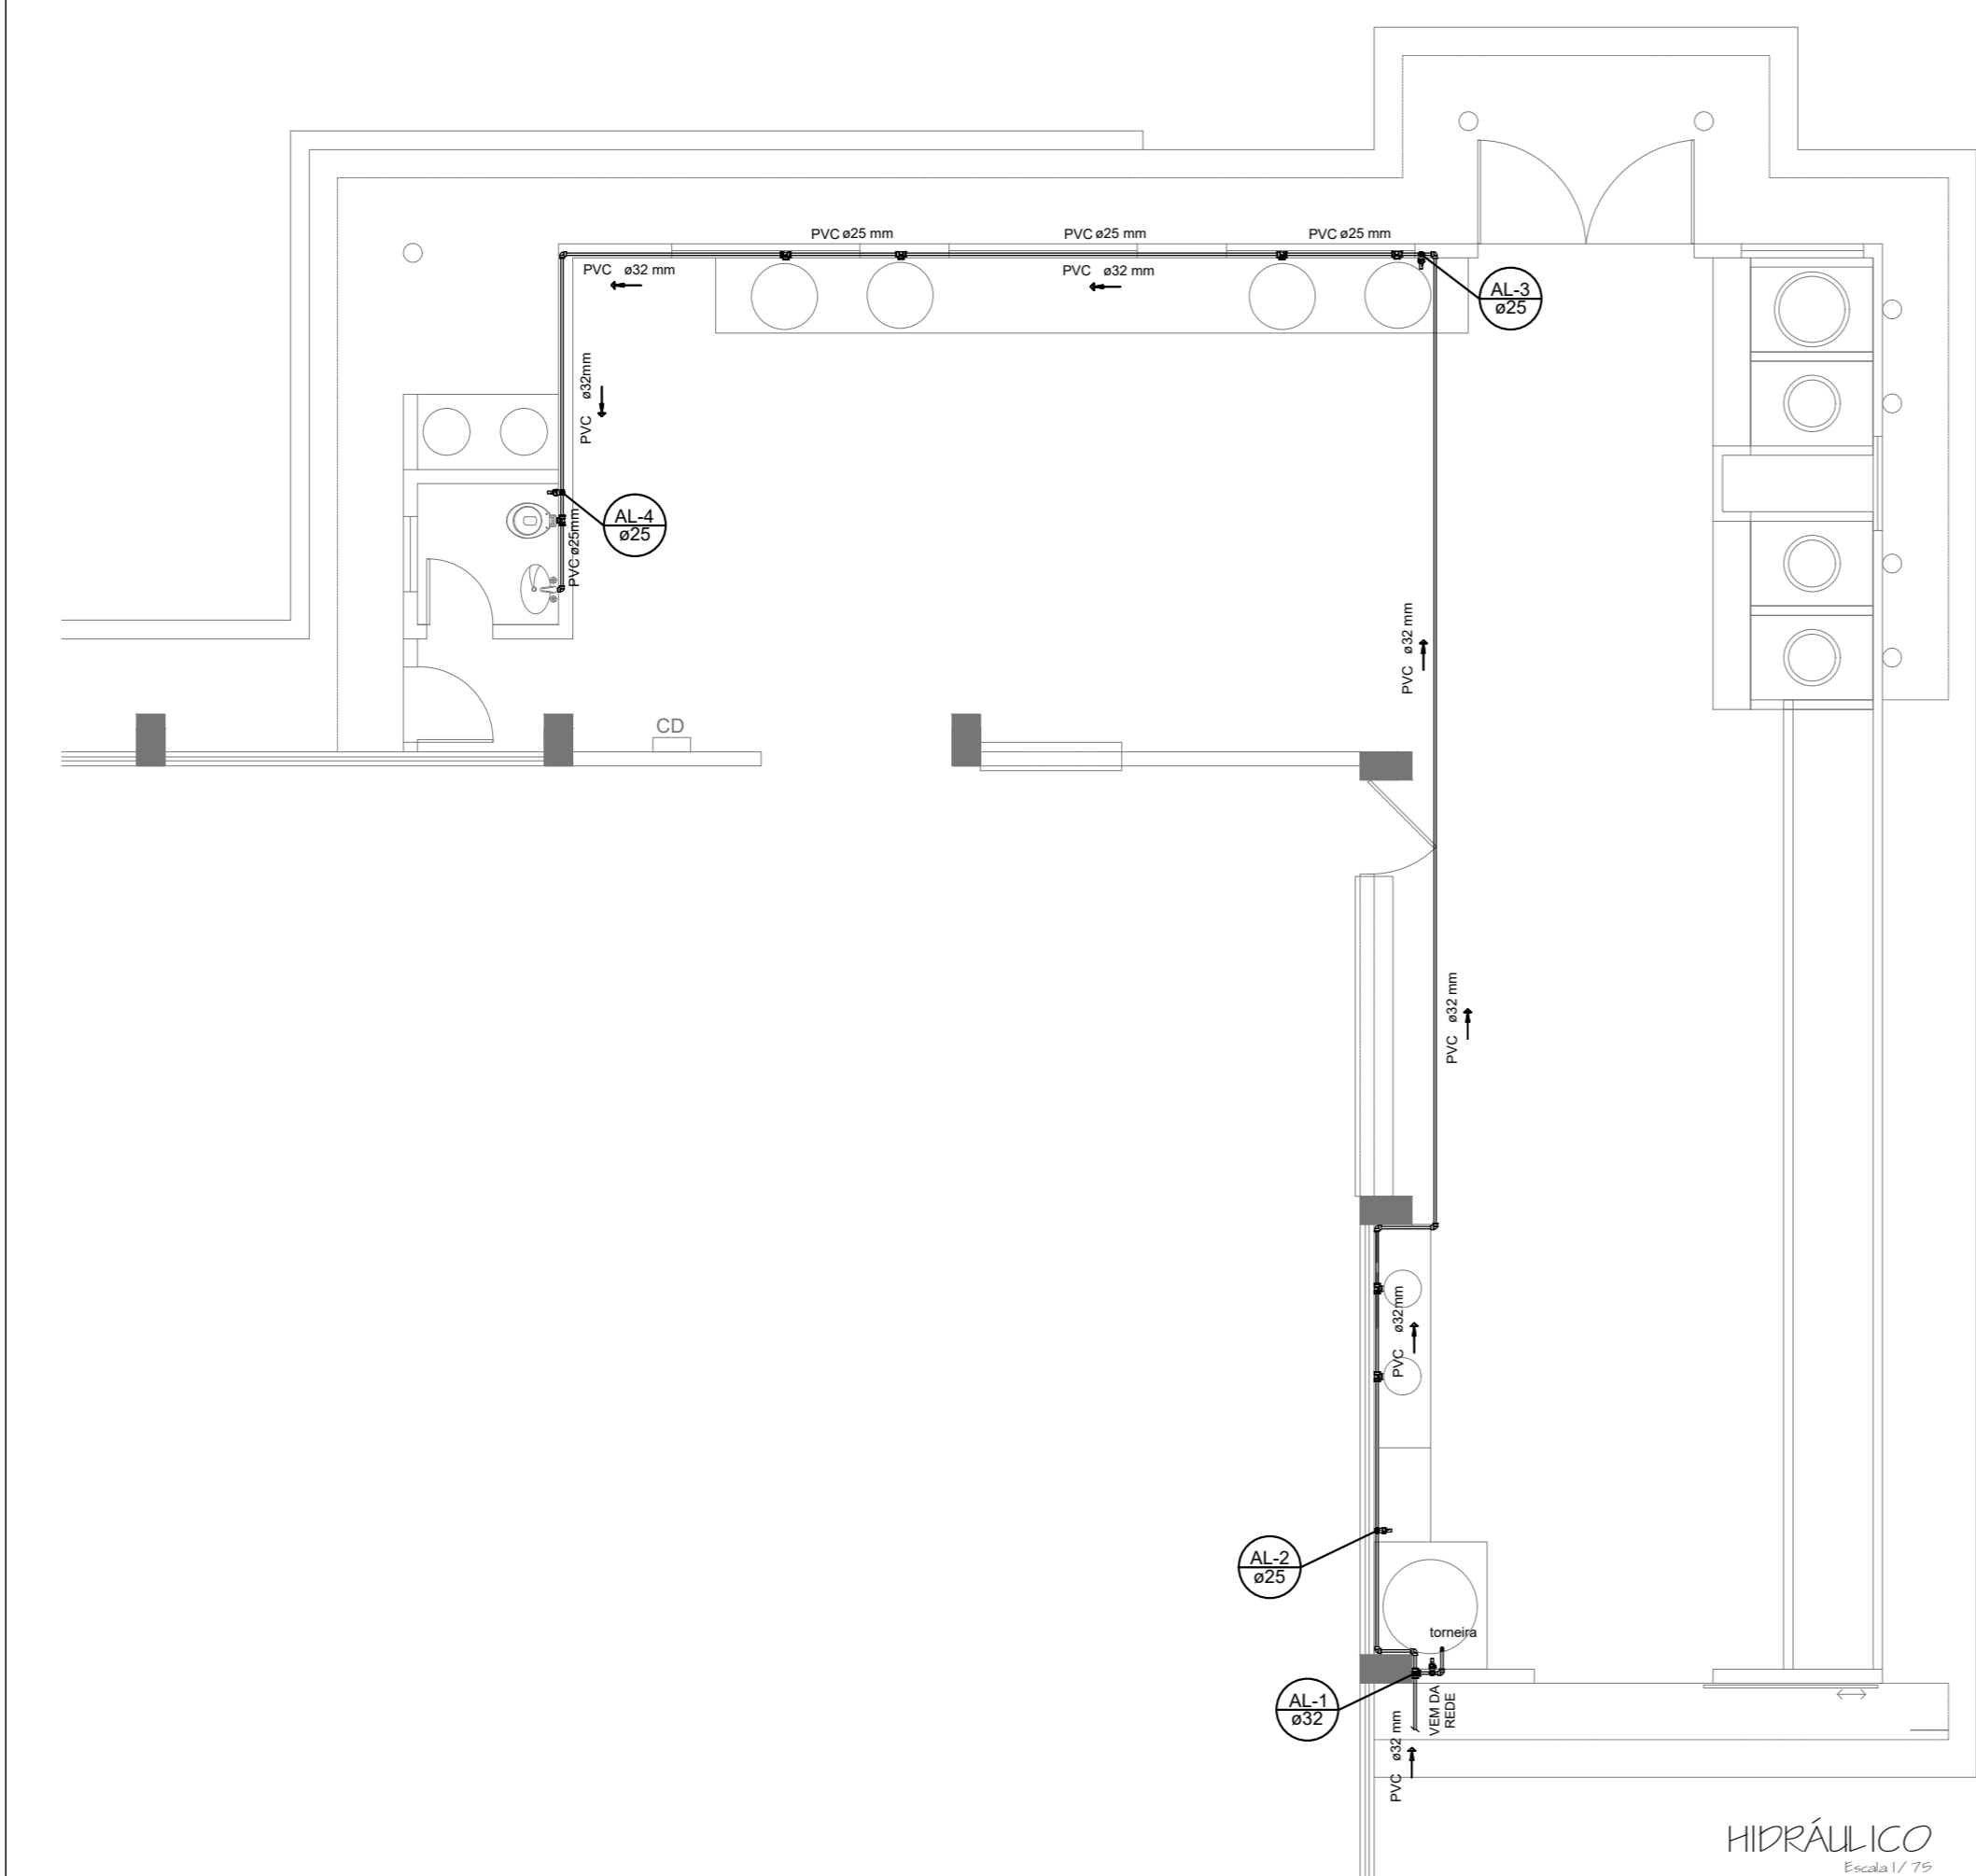 PVC ø25 mm
PVC ø25 mm
PVC ø25 mm
PVC ø32 mm
PVC ø32 mm
AL-3
ø25
PVC ø32mm
AL-4
ø25
PVC ø25mm
PVC ø32 mm
CD
PVC ø32 mm
PVC ø32mm
AL-2
ø25
torneira
AL-1
ø32
VEM DA
REDE
PVC ø32 mm
HIDRÁULICO
Escala 1/75